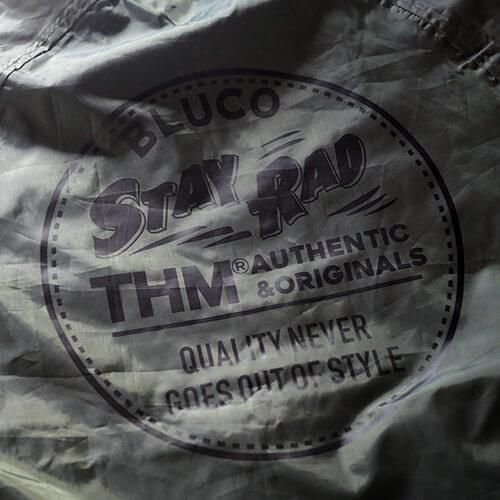 BLUCO
STAY RAD
THM® AUTHENTIC
&ORIGINALS
QUALITY NEVER
GOES OUT OF STYLE